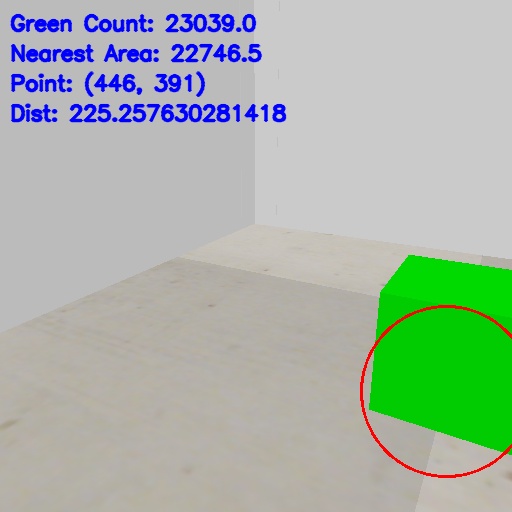 Green Count: 23039.0
Nearest Area: 22746.5
Point: (446, 391)
Dist: 225.257630281418